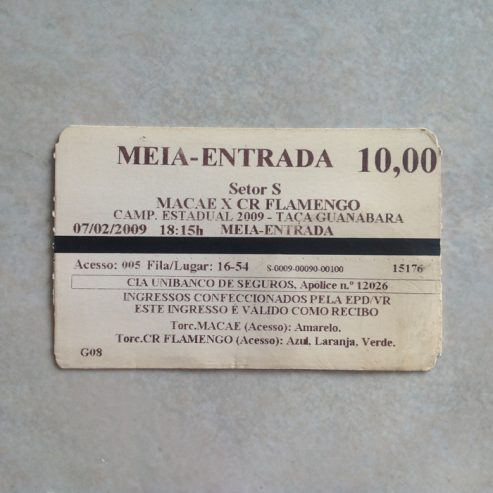 MEIA-ENTRADA 10,00
Setor S
MACAE X CR FLAMENGO
CAMP. ESTADUAL 2009 - TAÇA GUANABARA
07/02/2009 18:15h MEIA-ENTRADA
Acesso: 005 Fila/Lugar: 16-54 S-0009-00090-00100 15176
CIA UNIBANCO DE SEGUROS, Apólice n.º 12026
INGRESSOS CONFECCIONADOS PELA EPD/VR
ESTE INGRESSO E VÁLIDO COMO RECIBO
Torc.MACAE (Acesso): Amarelo.
Torc.CR FLAMENGO (Acesso): Azul, Laranja, Verde.
G08